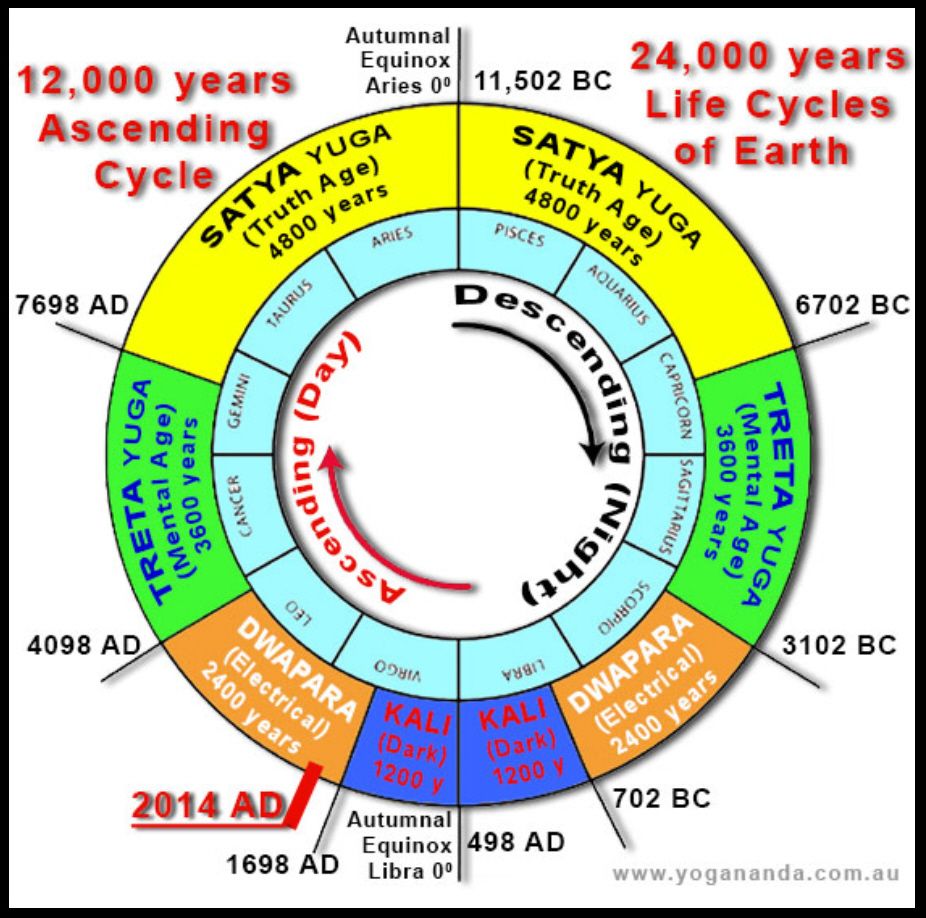 12,000 years
Ascending
Cycle
Autumnal
Equinox
Aries 0º
11,502 BC
24,000 years
Life Cycles
of Earth
SATYA YUGA
(Truth Age)
4800 years
SATYA YUGA
(Truth Age)
4800 years
ARIES
PISCES
TAURUS
AQUARIUS
7698 AD
6702 BC
Descending (Night)
Ascending (Day)
GEMINI
CAPRICORN
TRETA YUGA
(Mental Age)
3600 years
TRETA YUGA
(Mental Age)
3600 years
CANCER
SAGITTARIUS
LEO
SCORPIO
4098 AD
3102 BC
DWAPARA
(Electrical)
2400 years
DWAPARA
(Electrical)
2400 years
VIRGO
LIBRA
KALI
(Dark)
1200 y
KALI
(Dark)
1200 y
2014 AD
702 BC
1698 AD
Autumnal
Equinox
Libra 0º
498 AD
www.yogananda.com.au